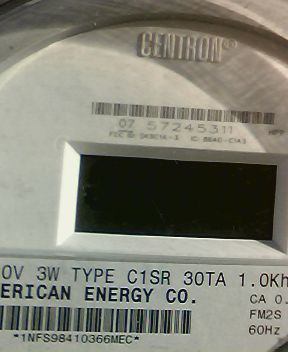 CENTRON®
07 57245311
0V 3W TYPE C1SR 30TA 1.0Kh
ERICAN ENERGY CO.
CA 0.
FM2S
60Hz
*1NFS98410366MEC*